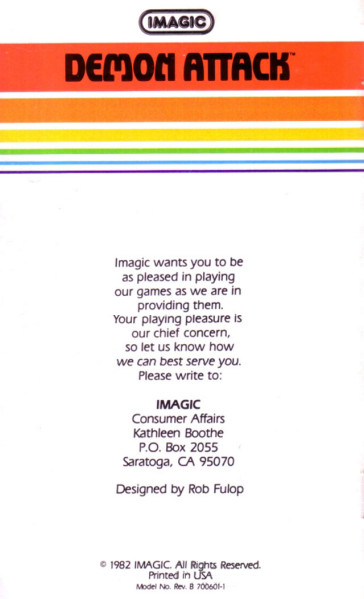 IMAGIC
DEMON ATTACK™
Imagic wants you to be
as pleased in playing
our games as we are in
providing them.
Your playing pleasure is
our chief concern,
so let us know how
we can best serve you.
Please write to:
IMAGIC
Consumer Affairs
Kathleen Boothe
P.O. Box 2055
Saratoga, CA 95070
Designed by Rob Fulop
© 1982 IMAGIC. All Rights Reserved.
Printed in USA
Model No. Rev. B 700601-1